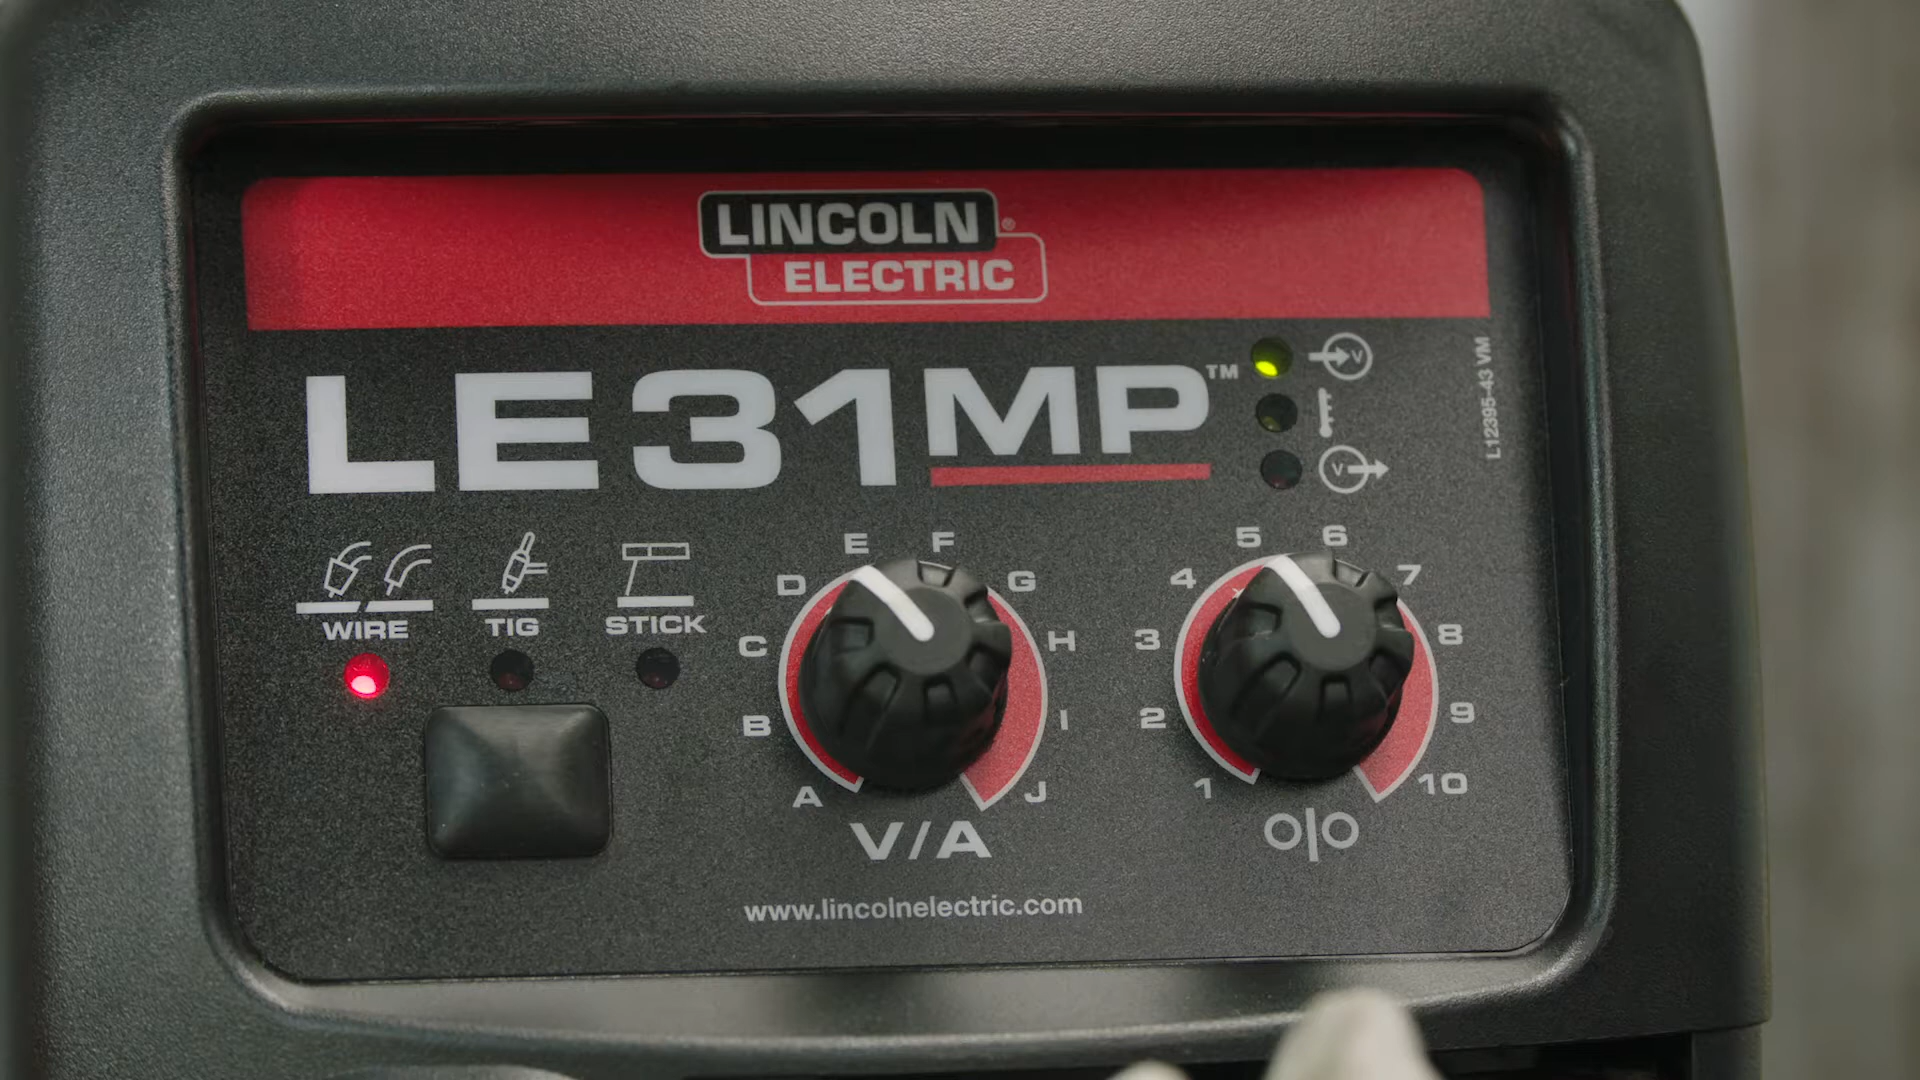 LINCOLN®
ELECTRIC
LE31MP™
V
V
L12395-43 VM
WIRE
TIG
STICK
A
B
C
D
E
F
G
H
I
J
V/A
1
2
3
4
5
6
7
8
9
10
www.lincolnelectric.com